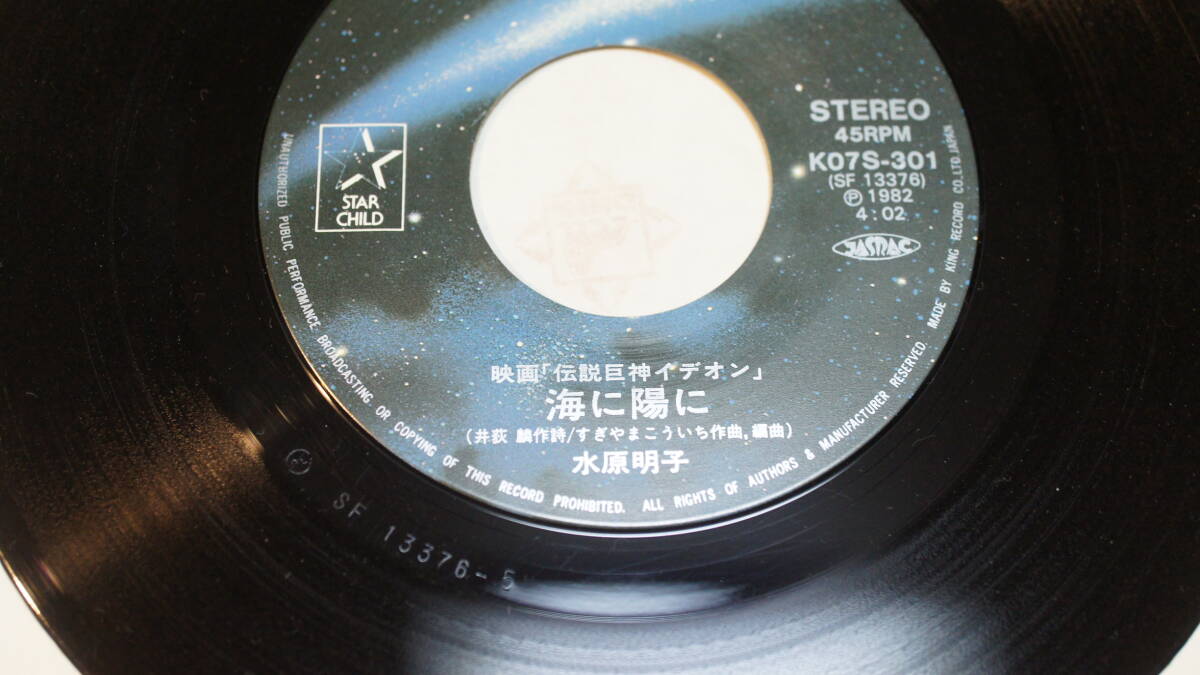 STAR
CHILD
STEREO
45RPM
K07S-301
(SF 13376)
Ⓟ 1982
4:02
JASRAC
映画「伝説巨神イデオン」
海に陽に
(井荻 麟作詩/すぎやまこういち作曲,編曲)
水原明子
UNAUTHORIZED PUBLIC PERFORMANCE. BROADCASTING OR COPYING OF THIS RECORD PROHIBITED. ALL RIGHTS OF AUTHORS & MANUFACTURER RESERVED. MADE BY KING RECORD CO., LTD. JAPAN
SF 13376-5